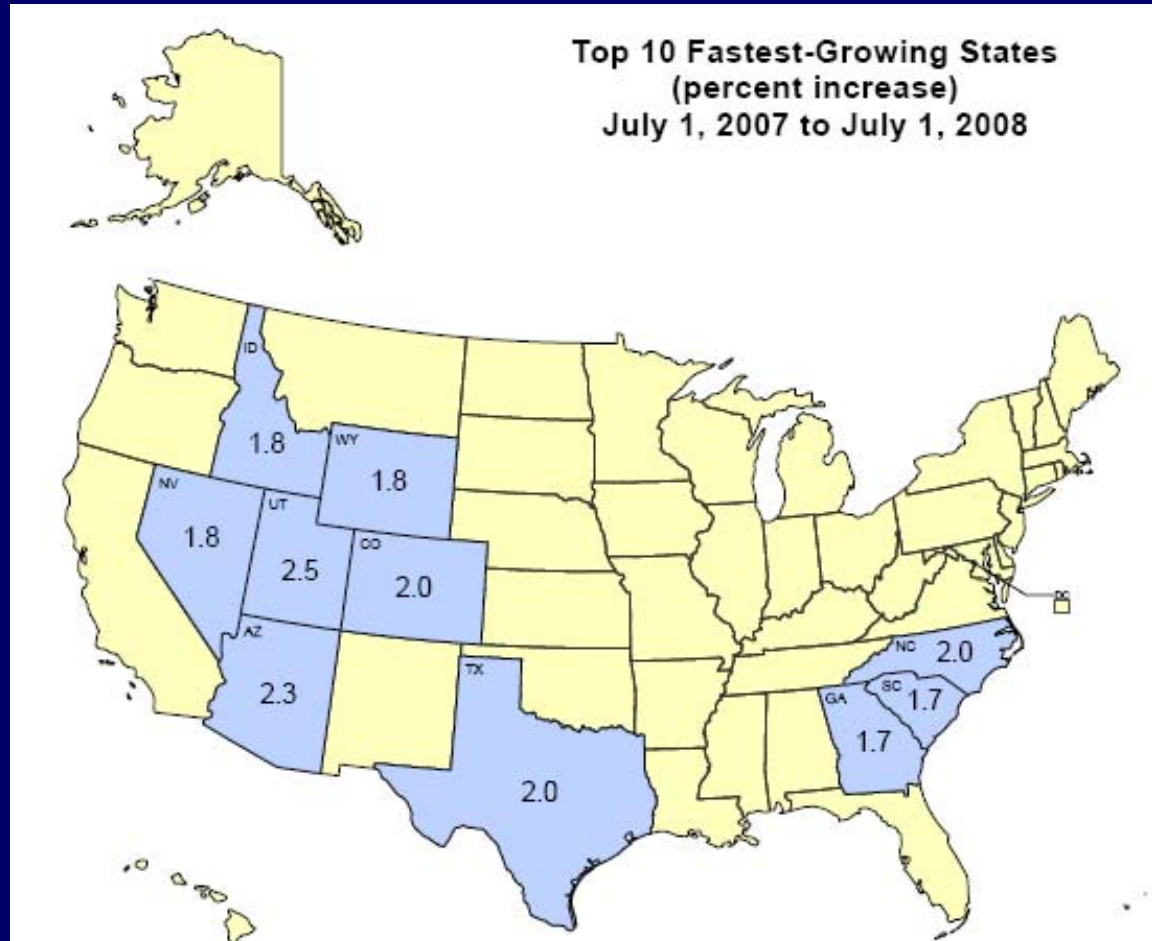 Top 10 Fastest-Growing States
(percent increase)
July 1, 2007 to July 1, 2008
ID
1.8
WY
1.8
NV
1.8
UT
2.5
CO
2.0
AZ
2.3
TX
2.0
NC
2.0
SC
1.7
GA
1.7
DC